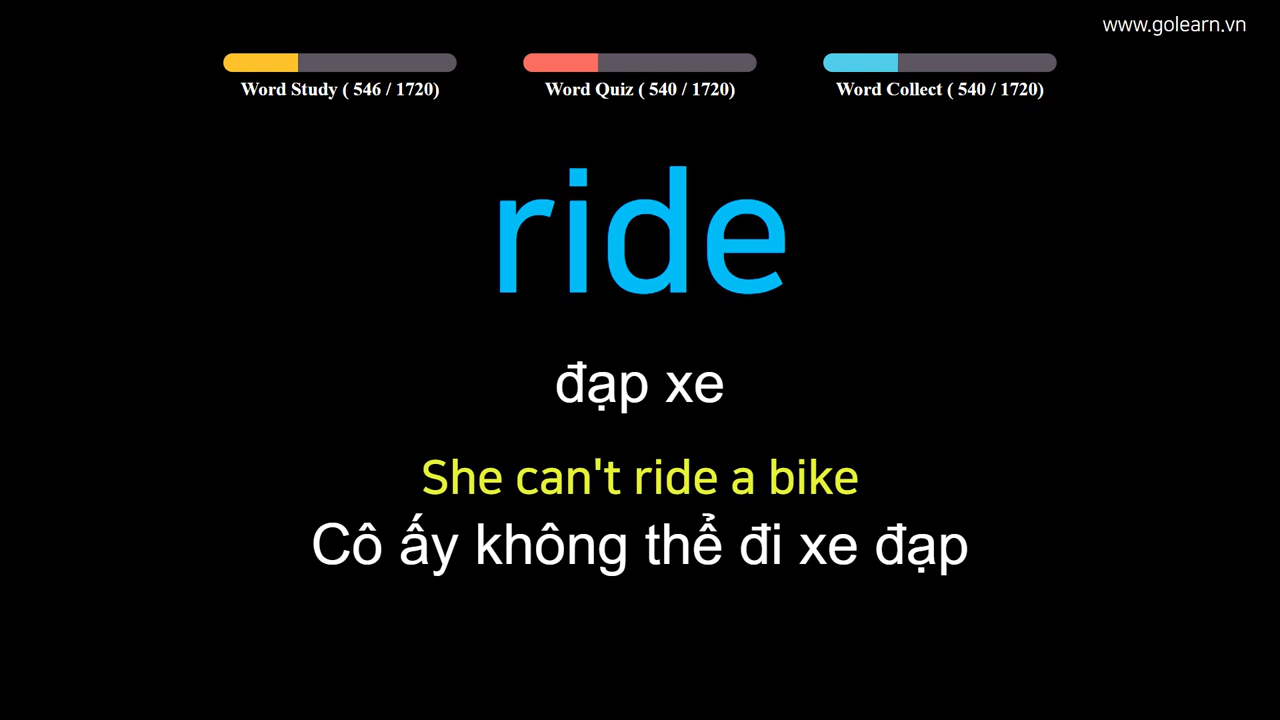 www.golearn.vn
Word Study ( 546 / 1720) Word Quiz ( 540 / 1720) Word Collect ( 540 / 1720)
ride
đạp xe
She can't ride a bike
Cô ấy không thể đi xe đạp